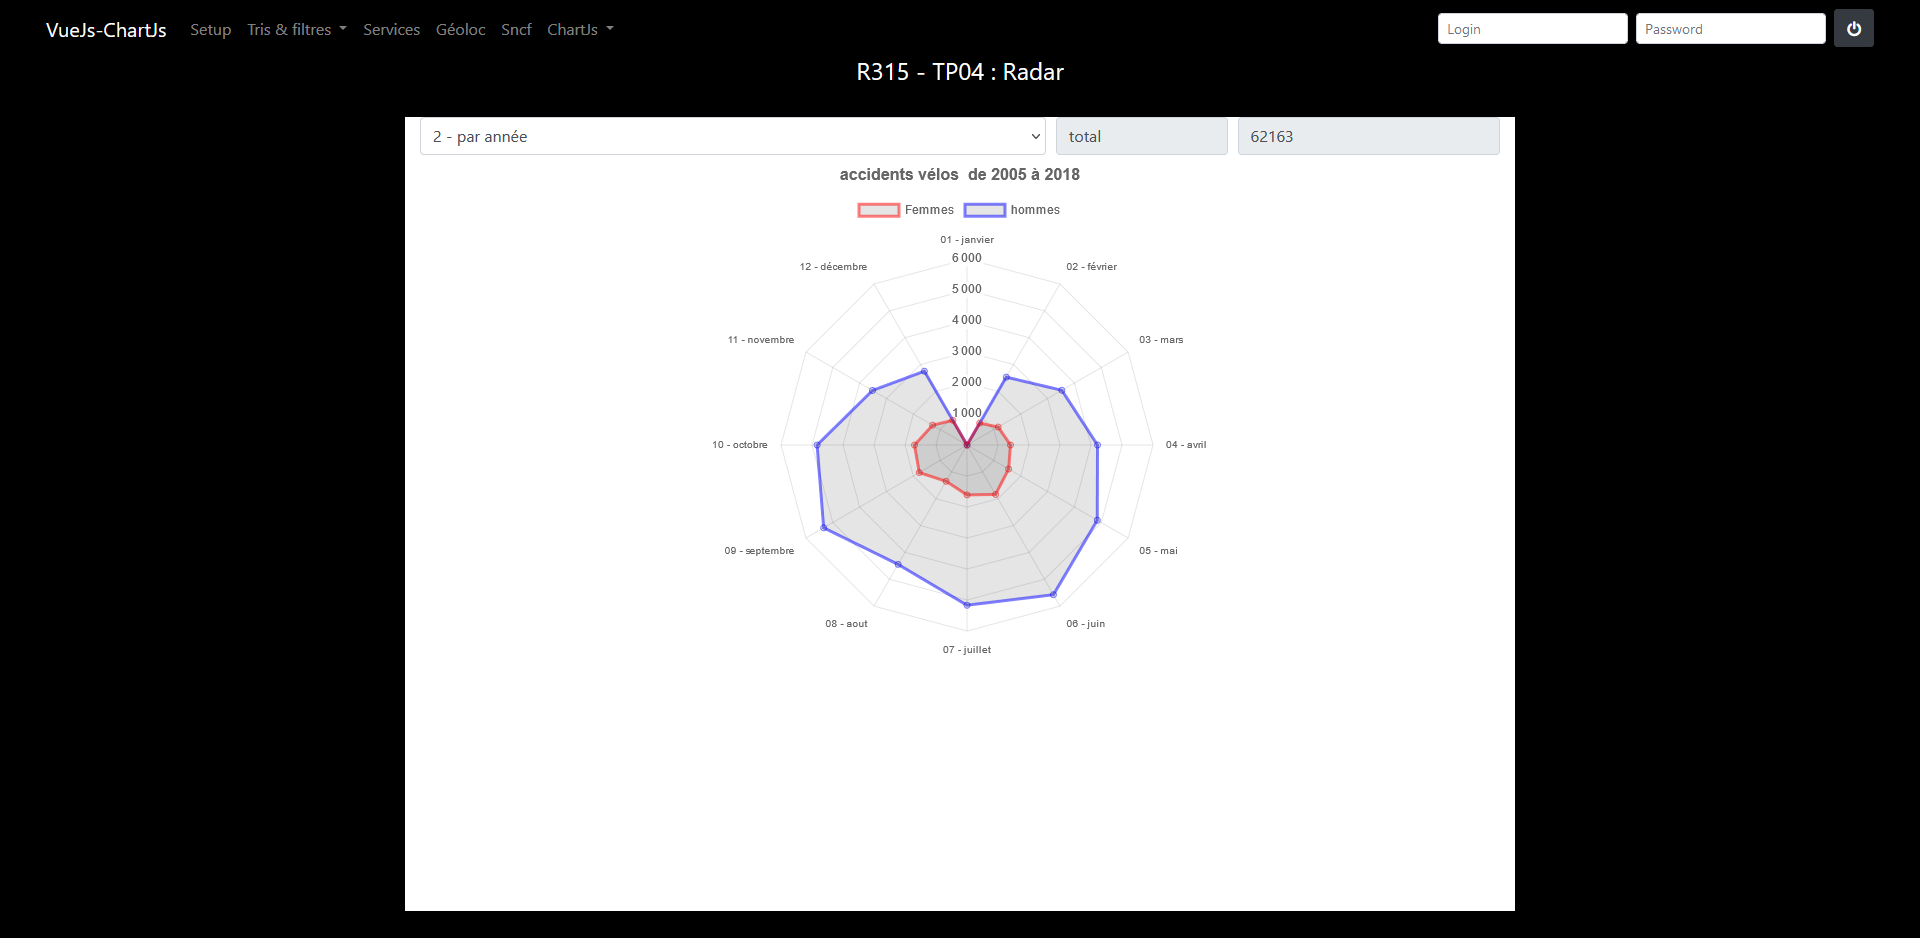 VueJs-ChartJs Setup Tris & filtres Services Géoloc Sncf ChartJs Login Password
R315 - TP04 : Radar
2 - par année total 62163
accidents vélos  de 2005 à 2018
Femmes hommes
01 - janvier
6 000
12 - décembre 02 - février
5 000
4 000
11 - novembre 03 - mars
3 000
2 000
1 000
10 - octobre 04 - avril
09 - septembre 05 - mai
08 - aout 06 - juin
07 - juillet